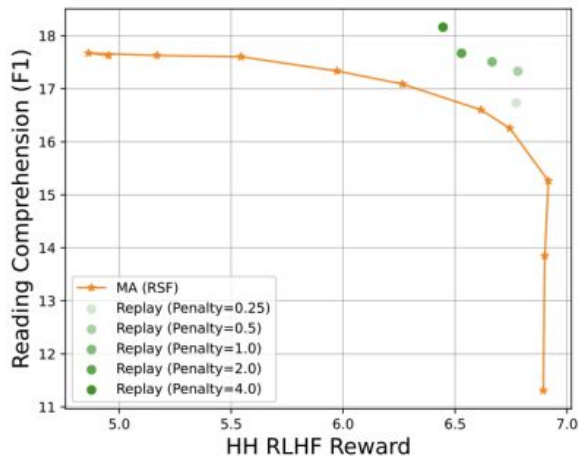 18
17
16
15
14
13
12
11
Reading Comprehension (F1)
MA (RSF)
Replay (Penalty=0.25)
Replay (Penalty=0.5)
Replay (Penalty=1.0)
Replay (Penalty=2.0)
Replay (Penalty=4.0)
5.0 5.5 6.0 6.5 7.0
HH RLHF Reward